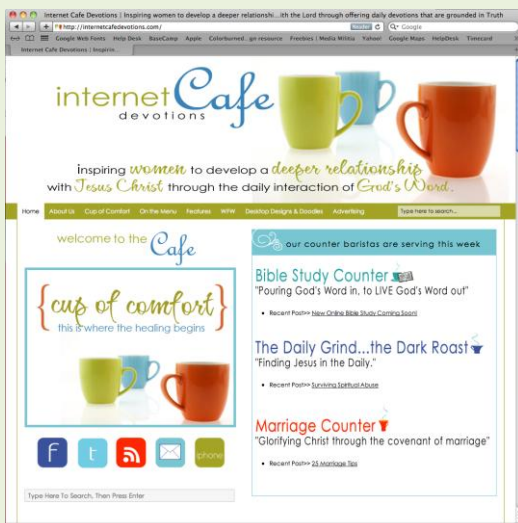 Internet Cafe Devotions | Inspiring women to develop a deeper relationshi...ith the Lord through offering daily devotions that are grounded in Truth
http://internetcafedevotions.com/
Reader
Google
Google Web Fonts Help Desk BaseCamp Apple Colorburned...go resource Freebies | Media Militia Yahoo! Google Maps HelpDesk Timecard
Internet Cafe Devotions | Inspirin...
internet Cafe
devotions
inspiring women to develop a deeper relationship
with Jesus Christ through the daily interaction of God's Word.
Home About Us Cup of Comfort On the Menu Features WFW Desktop Designs & Doodles Advertising Type here to search...
welcome to the Cafe
{cup of comfort}
this is where the healing begins
f t iphone
Type Here To Search, Then Press Enter
our counter baristas are serving this week
Bible Study Counter
"Pouring God's Word in, to LIVE God's Word out"
• Recent Post>> New Online Bible Study Coming Soon!
The Daily Grind...the Dark Roast
"Finding Jesus in the Daily."
• Recent Post>> Surviving Spiritual Abuse
Marriage Counter
"Glorifying Christ through the covenant of marriage"
• Recent Post>> 25 Marriage Tips